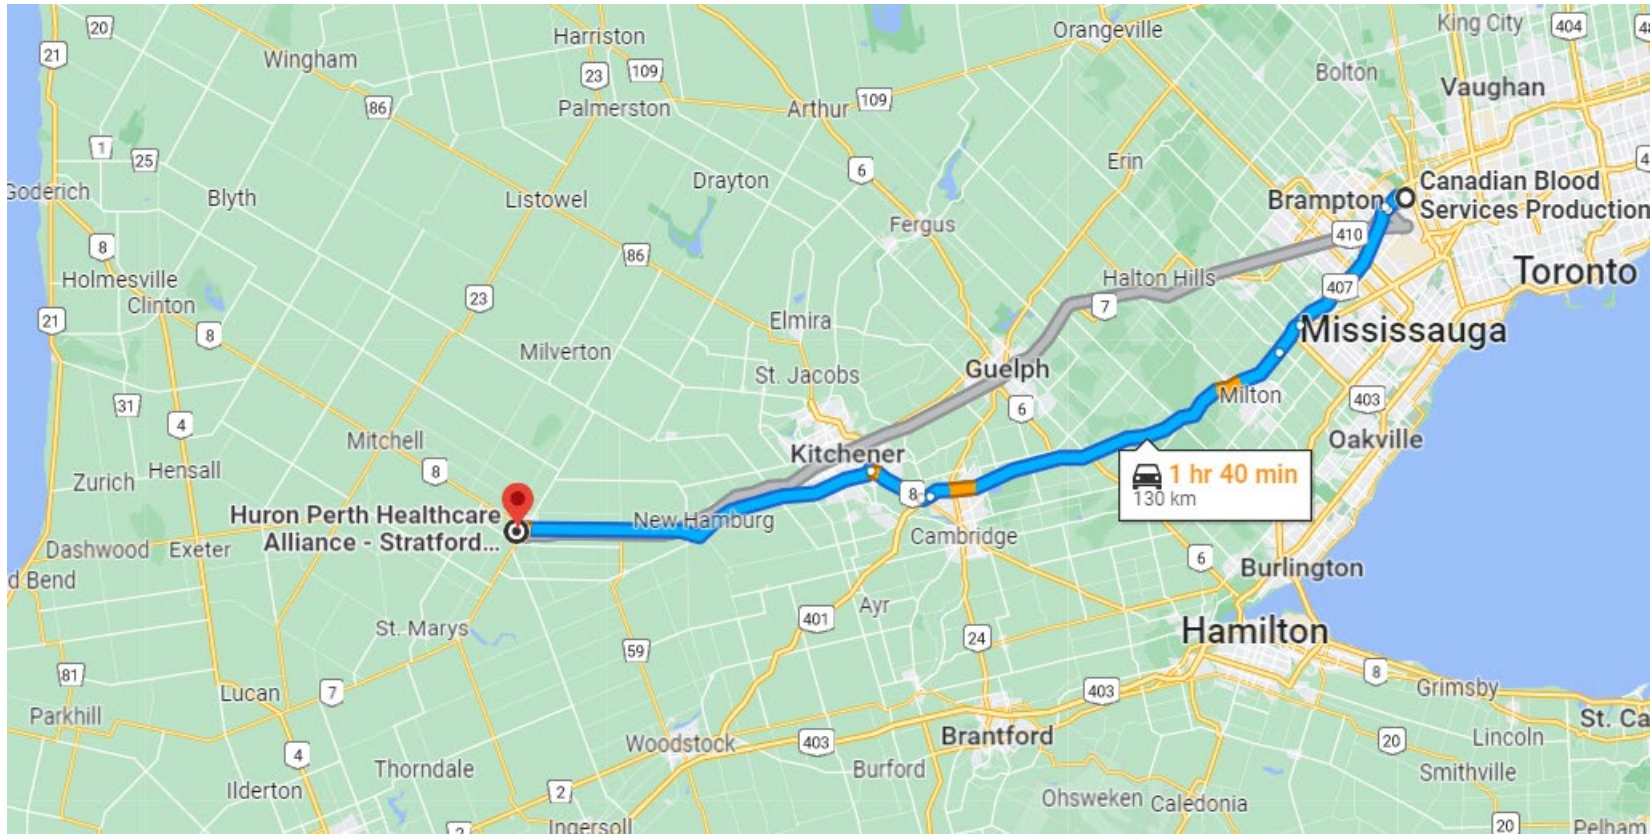 20
Harriston
Orangeville
King City
404
21
Wingham
23
109
Bolton
Vaughan
86
Palmerston
Arthur
109
1
25
6
Erin
Goderich
Blyth
Listowel
Drayton
Brampton
Canadian Blood
Services Production
Fergus
410
8
86
Toronto
Holmesville
Clinton
23
Halton Hills
407
7
21
8
Elmira
Mississauga
Milverton
St. Jacobs
Guelph
31
6
Milton
403
4
Mitchell
Oakville
Zurich
Hensall
8
Kitchener
1 hr 40 min
130 km
8
Huron Perth Healthcare
Alliance - Stratford...
New Hamburg
Dashwood
Exeter
Cambridge
6
d Bend
Burlington
Ayr
401
St. Marys
24
Hamilton
59
81
8
Lucan
7
403
Grimsby
Parkhill
St. Ca
Woodstock
403
Brantford
20
Lincoln
4
Thorndale
Burford
Smithville
Ilderton
2
Ohsweken
Caledonia
2
Ingersoll
20
Pelham